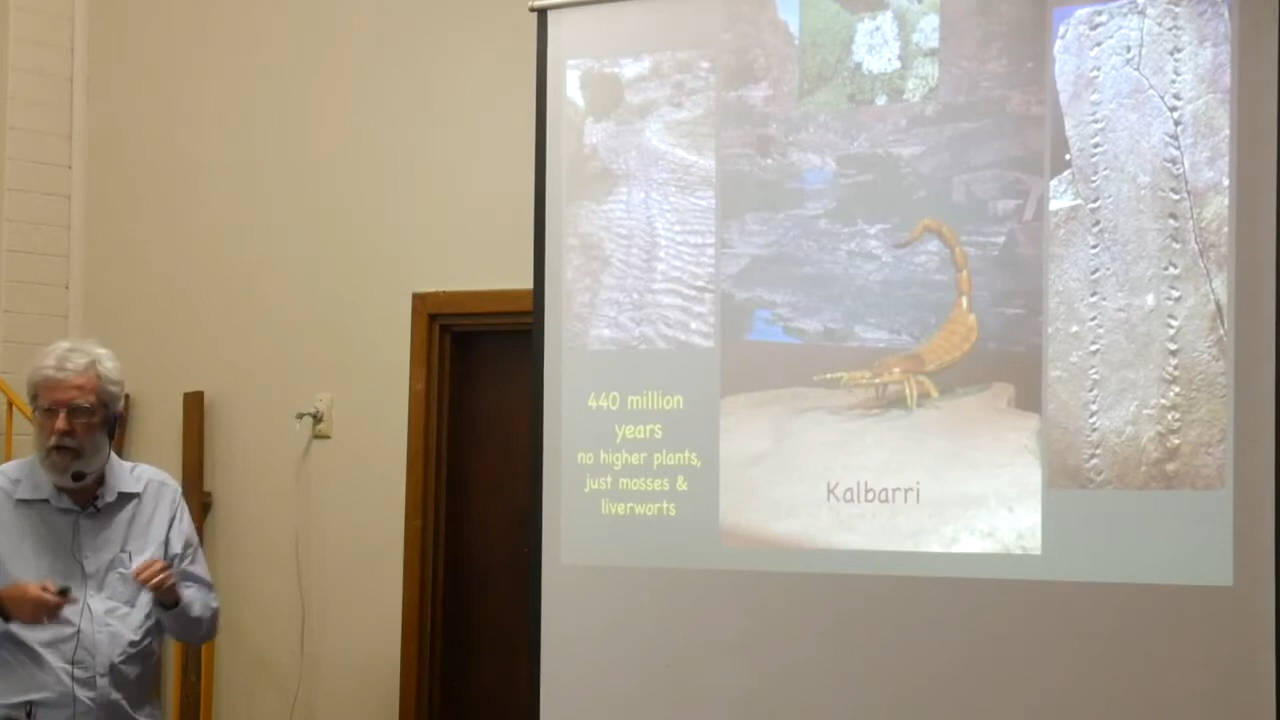 440 million
years
no higher plants,
just mosses &
liverworts
Kalbarri